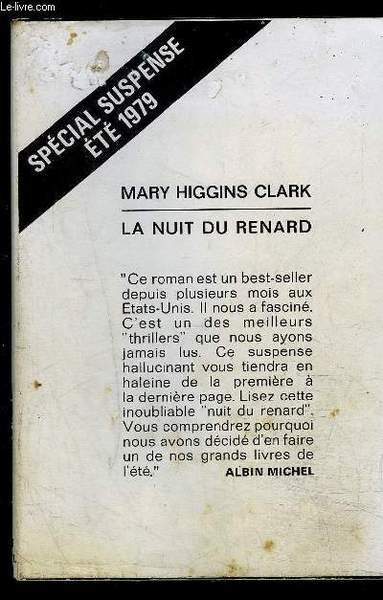 Le-livre.com
SPÉCIAL SUSPENSE
ÉTÉ 1979
MARY HIGGINS CLARK
LA NUIT DU RENARD
"Ce roman est un best-seller
depuis plusieurs mois aux
Etats-Unis. Il nous a fasciné.
C'est un des meilleurs
"thrillers" que nous ayons
jamais lus. Ce suspense
hallucinant vous tiendra en
haleine de la première à
la dernière page. Lisez cette
inoubliable "nuit du renard".
Vous comprendrez pourquoi
nous avons décidé d'en faire
un de nos grands livres de
l'été." ALBIN MICHEL